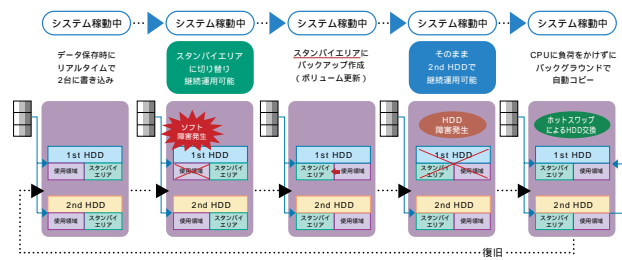 システム稼動中
システム稼動中
システム稼動中
システム稼動中
システム稼動中
データ保存時に
リアルタイムで
2台に書き込み
スタンバイエリア
に切り替り
継続運用可能
スタンバイエリアに
バックアップ作成
(ボリューム更新)
そのまま
2nd HDDで
継続運用可能
CPUに負荷をかけずに
バックグラウンドで
自動コピー
1st HDD
使用領域
スタンバイ
エリア
2nd HDD
使用領域
スタンバイ
エリア
ソフト
障害発生
1st HDD
使用領域
スタンバイ
エリア
2nd HDD
使用領域
スタンバイ
エリア
1st HDD
スタンバイ
エリア
使用領域
2nd HDD
スタンバイ
エリア
使用領域
HDD
障害発生
1st HDD
使用領域
スタンバイ
エリア
2nd HDD
使用領域
スタンバイ
エリア
ホットスワップ
によるHDD交換
1st HDD
使用領域
スタンバイ
エリア
2nd HDD
使用領域
スタンバイ
エリア
復旧